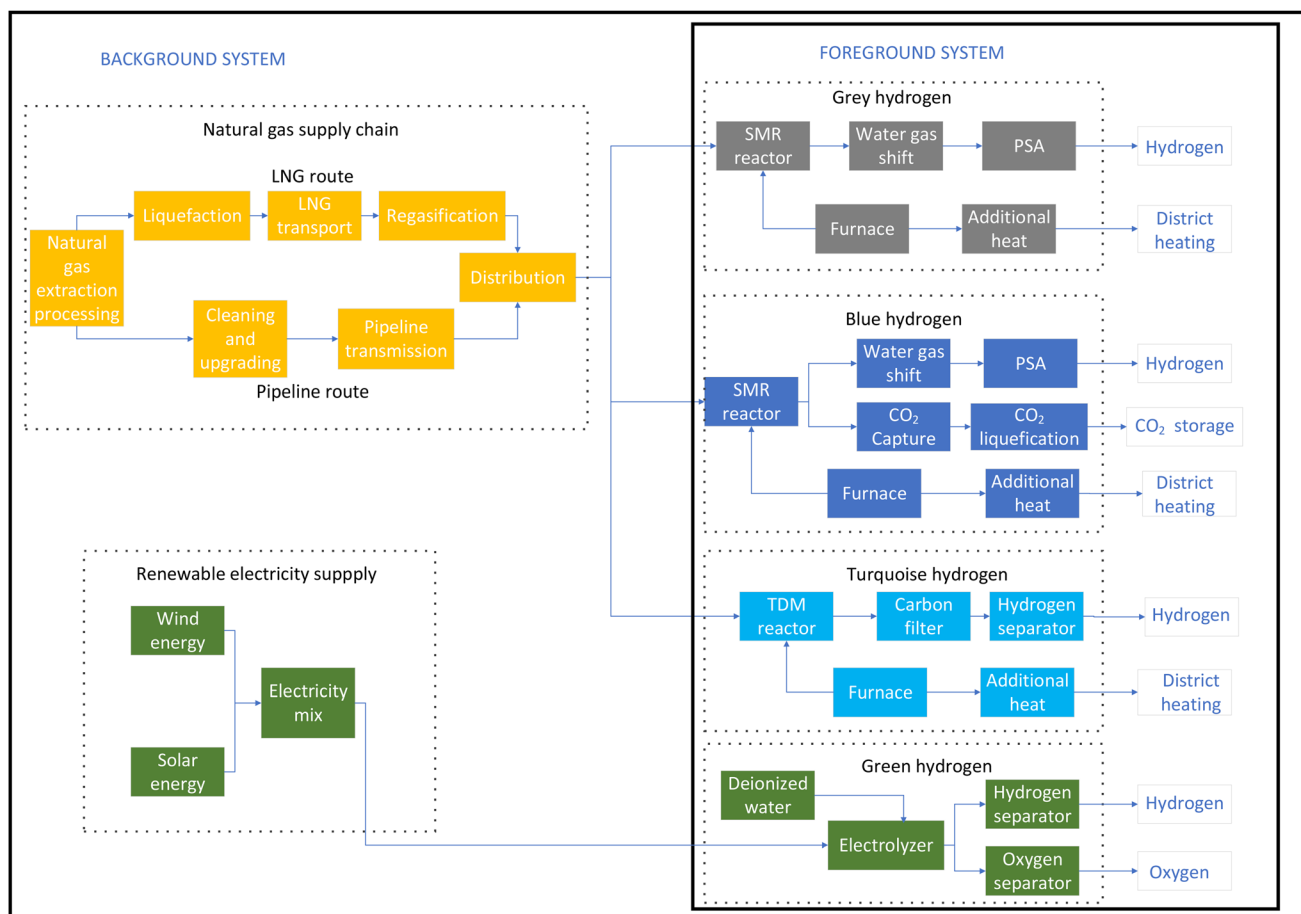 BACKGROUND SYSTEM
Natural gas supply chain
LNG route
Liquefaction
LNG
transport
Regasification
Natural
gas
extraction
processing
Distribution
Cleaning
and
upgrading
Pipeline
transmission
Pipeline route
Renewable electricity suppply
Wind
energy
Electricity
mix
Solar
energy
FOREGROUND SYSTEM
Grey hydrogen
SMR
reactor
Water gas
shift
PSA
Hydrogen
Furnace
Additional
heat
District
heating
Blue hydrogen
SMR
reactor
Water gas
shift
PSA
Hydrogen
CO₂
Capture
CO₂
liquefication
CO₂ storage
Furnace
Additional
heat
District
heating
Turquoise hydrogen
TDM
reactor
Carbon
filter
Hydrogen
separator
Hydrogen
Furnace
Additional
heat
District
heating
Green hydrogen
Deionized
water
Electrolyzer
Hydrogen
separator
Hydrogen
Oxygen
separator
Oxygen